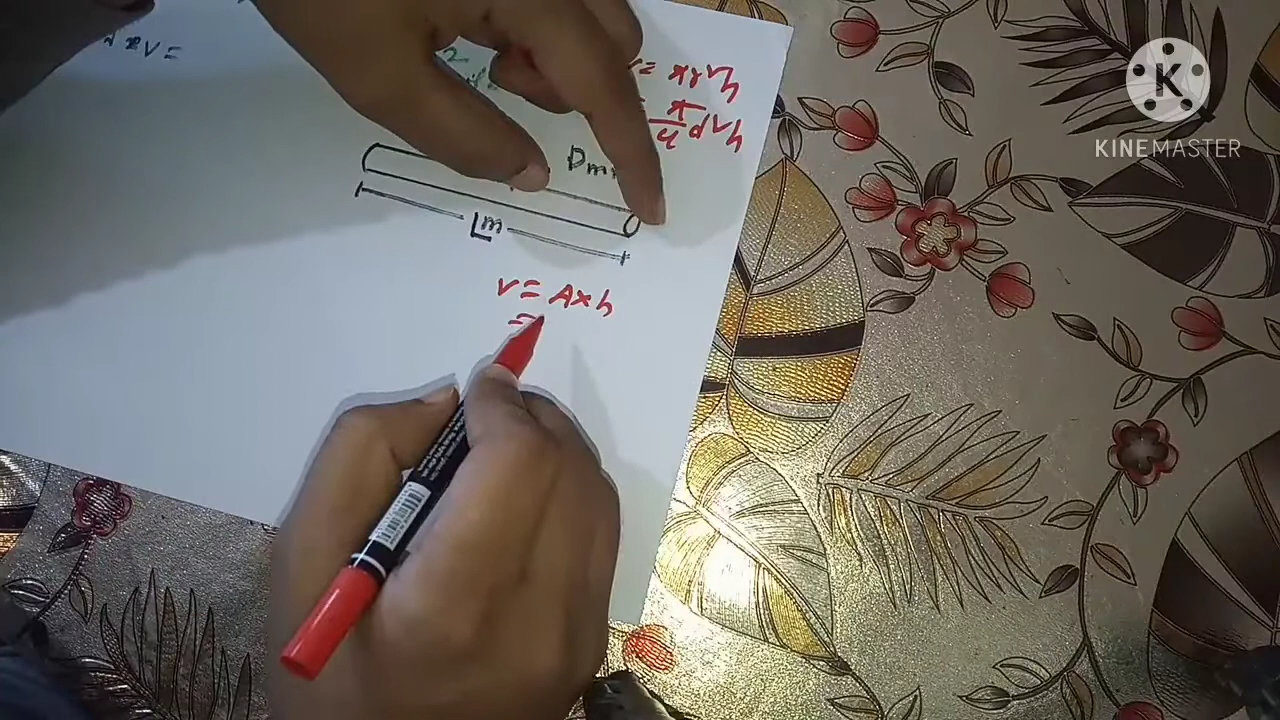 V =
V = πr²h
= π/4 d²h
Dm
Lm
V = A×h
=
K
KINEMASTER